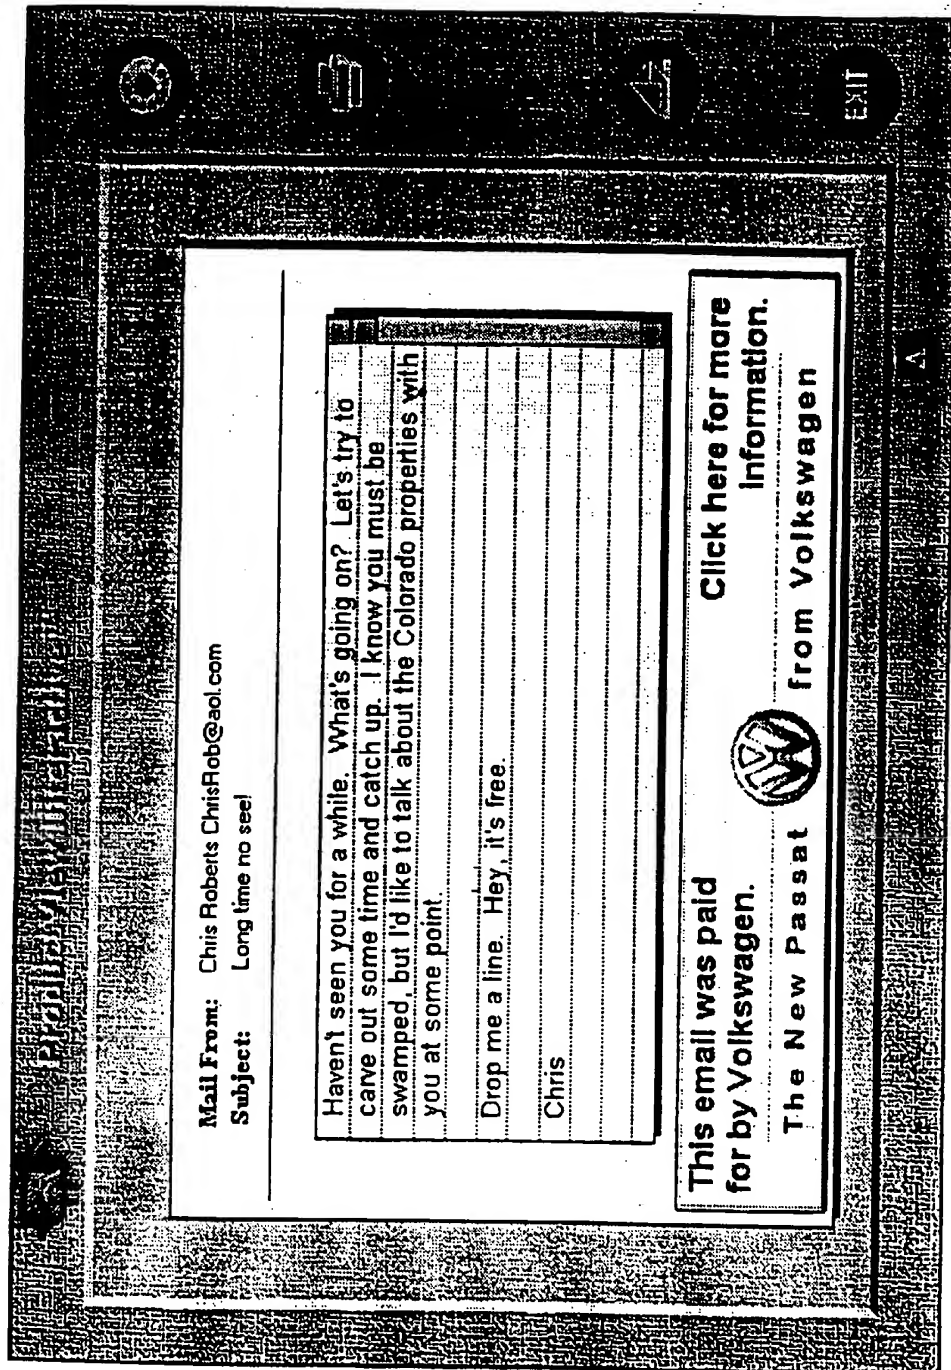 Mail From: Chris Roberts ChrisRob@aol.com
Subject: Long time no see!
Haven't seen you for a while. What's going on? Let's try to
carve out some time and catch up. I know you must be
swamped, but I'd like to talk about the Colorado properties with
you at some point.
Drop me a line. Hey, it's free.
Chris
This email was paid
for by Volkswagen.
Click here for more
Information.
The New Passat
from Volkswagen
EXIT